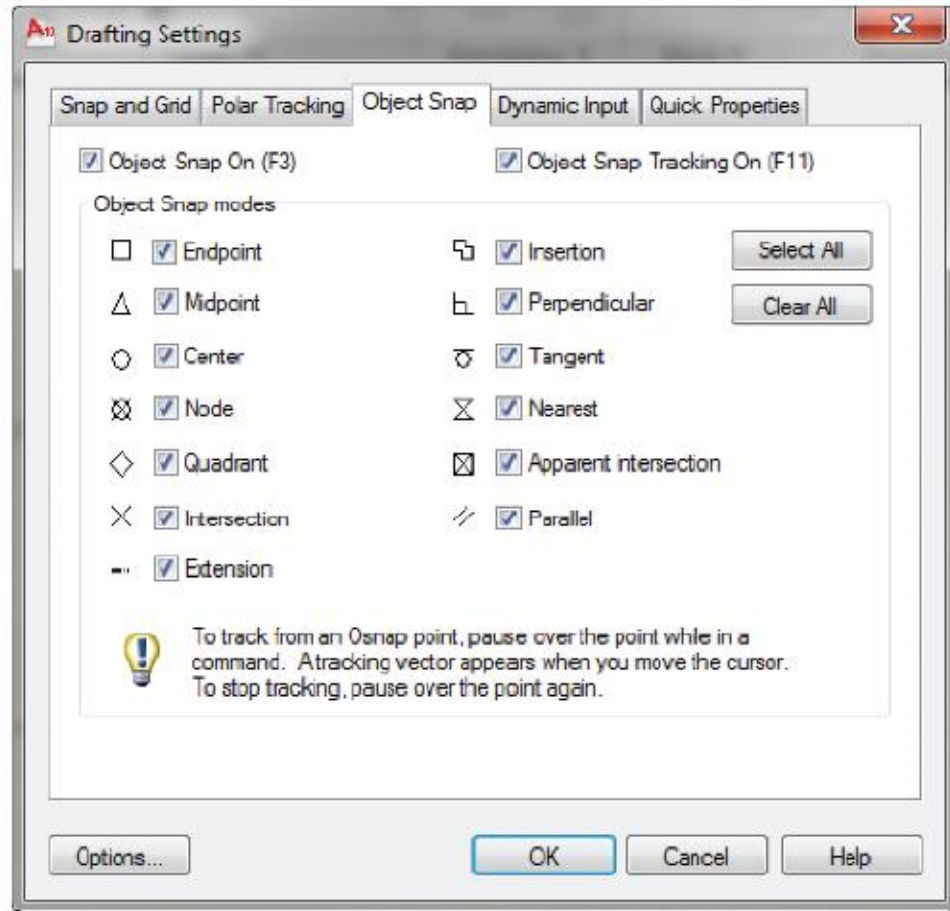 A10 Drafting Settings
Snap and Grid Polar Tracking Object Snap Dynamic Input Quick Properties
Object Snap On (F3) Object Snap Tracking On (F11)
Object Snap modes
Endpoint Insertion Select All
Midpoint Perpendicular Clear All
Center Tangent
Node Nearest
Quadrant Apparent intersection
Intersection Parallel
Extension
To track from an Osnap point, pause over the point while in a
command. A tracking vector appears when you move the cursor.
To stop tracking, pause over the point again.
Options... OK Cancel Help